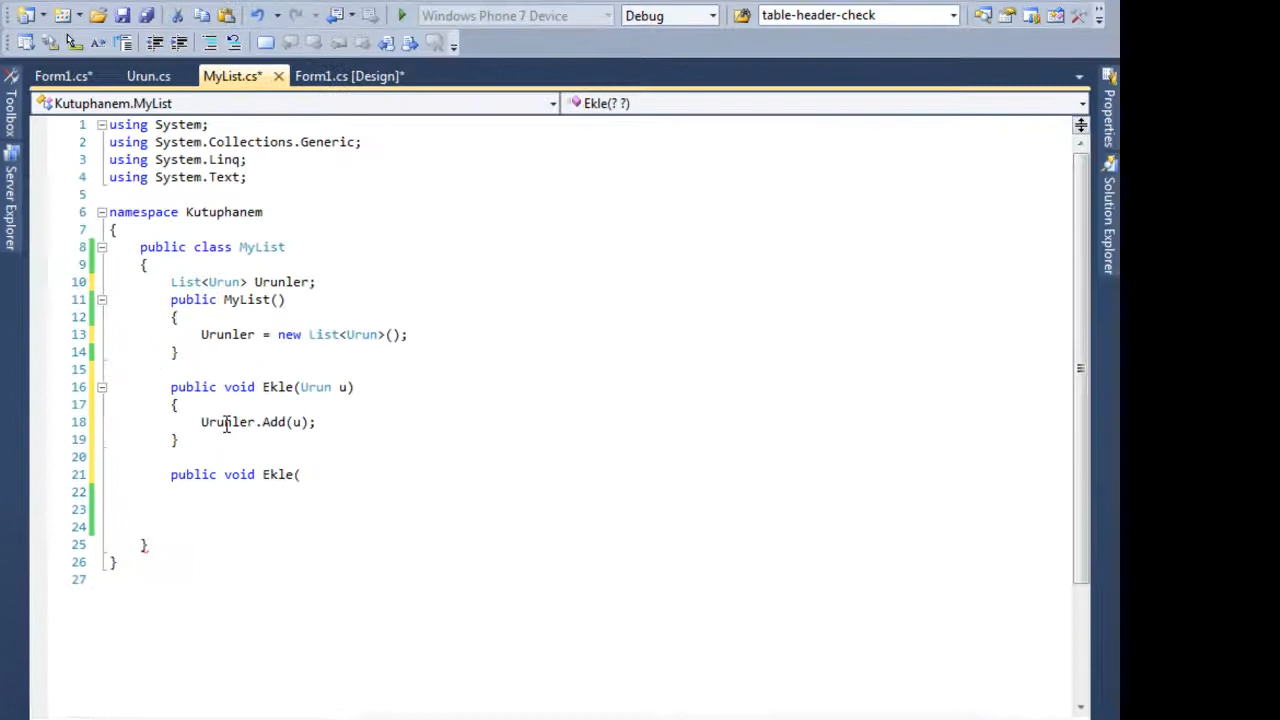 Windows Phone 7 Device Debug table-header-check
Form1.cs* Urun.cs MyList.cs* Form1.cs [Design]*
Kutuphanem.MyList Ekle(? ?)
Toolbox
Server Explorer
1 using System;
2 using System.Collections.Generic;
3 using System.Linq;
4 using System.Text;
5
6 namespace Kutuphanem
7 {
8 public class MyList
9 {
10 List<Urun> Urunler;
11 public MyList()
12 {
13 Urunler = new List<Urun>();
14 }
15
16 public void Ekle(Urun u)
17 {
18 Urunler.Add(u);
19 }
20
21 public void Ekle(
22
23
24
25 }
26 }
27
Properties
Solution Explorer